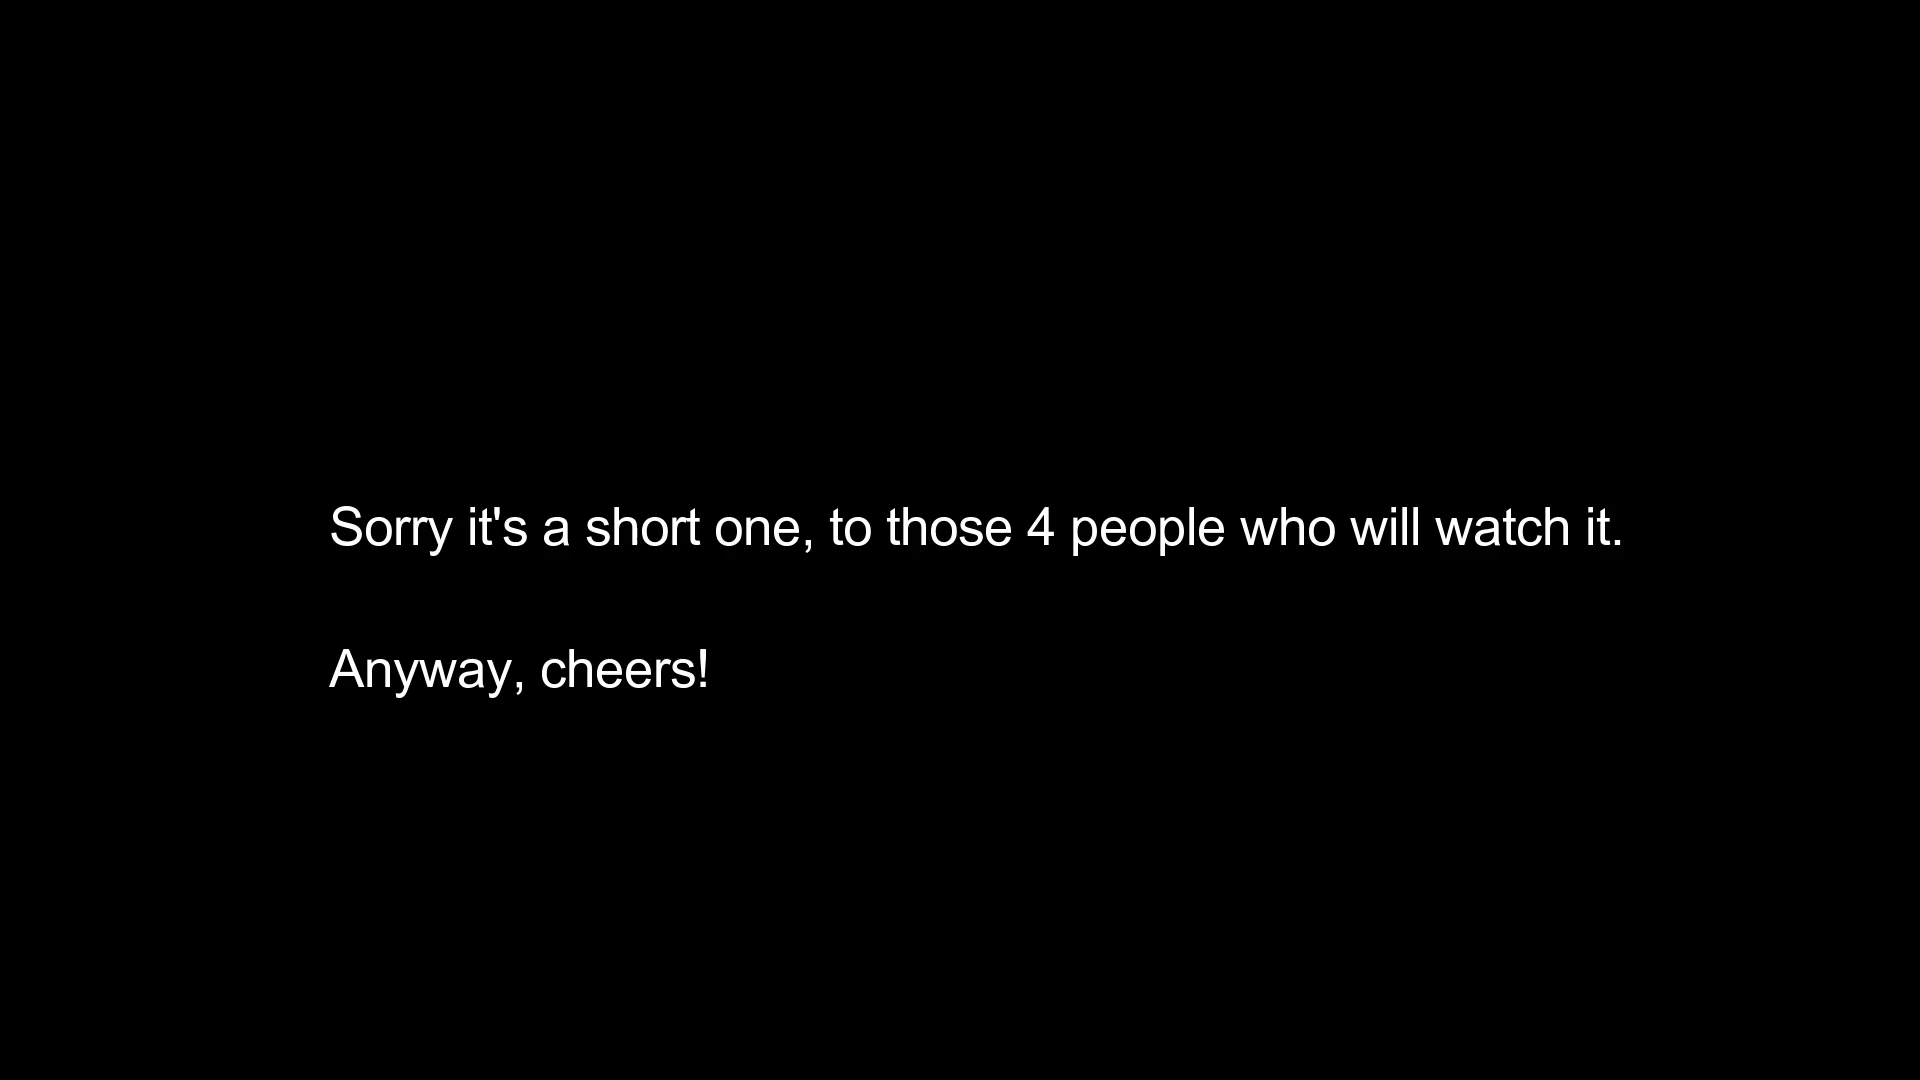 Sorry it's a short one, to those 4 people who will watch it.
Anyway, cheers!